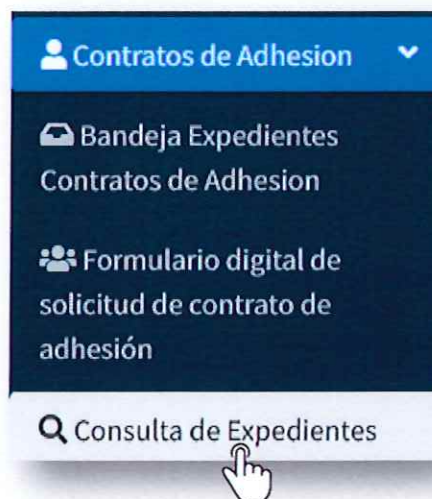 Contratos de Adhesion
Bandeja Expedientes
Contratos de Adhesion
Formulario digital de
solicitud de contrato de
adhesión
Consulta de Expedientes